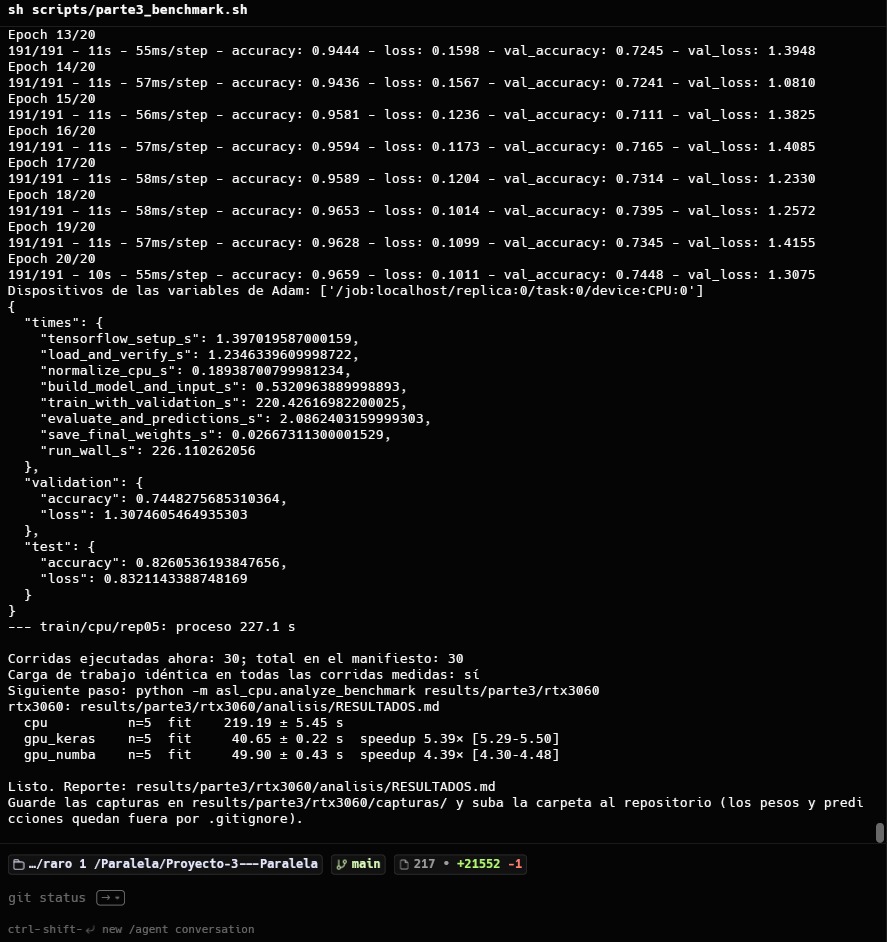 sh scripts/parte3_benchmark.sh
Epoch 13/20
191/191 - 11s - 55ms/step - accuracy: 0.9444 - loss: 0.1598 - val_accuracy: 0.7245 - val_loss: 1.3948
Epoch 14/20
191/191 - 11s - 57ms/step - accuracy: 0.9436 - loss: 0.1567 - val_accuracy: 0.7241 - val_loss: 1.0810
Epoch 15/20
191/191 - 11s - 56ms/step - accuracy: 0.9581 - loss: 0.1236 - val_accuracy: 0.7111 - val_loss: 1.3825
Epoch 16/20
191/191 - 11s - 57ms/step - accuracy: 0.9594 - loss: 0.1173 - val_accuracy: 0.7165 - val_loss: 1.4085
Epoch 17/20
191/191 - 11s - 58ms/step - accuracy: 0.9589 - loss: 0.1204 - val_accuracy: 0.7314 - val_loss: 1.2330
Epoch 18/20
191/191 - 11s - 58ms/step - accuracy: 0.9653 - loss: 0.1014 - val_accuracy: 0.7395 - val_loss: 1.2572
Epoch 19/20
191/191 - 11s - 57ms/step - accuracy: 0.9628 - loss: 0.1099 - val_accuracy: 0.7345 - val_loss: 1.4155
Epoch 20/20
191/191 - 10s - 55ms/step - accuracy: 0.9659 - loss: 0.1011 - val_accuracy: 0.7448 - val_loss: 1.3075
Dispositivos de las variables de Adam: ['/job:localhost/replica:0/task:0/device:CPU:0']
{
  "times": {
    "tensorflow_setup_s": 1.397019587000159,
    "load_and_verify_s": 1.2346339609998722,
    "normalize_cpu_s": 0.18938700799981234,
    "build_model_and_input_s": 0.5320963889998893,
    "train_with_validation_s": 220.42616982200025,
    "evaluate_and_predictions_s": 2.0862403159999303,
    "save_final_weights_s": 0.02667311300001529,
    "run_wall_s": 226.110262056
  },
  "validation": {
    "accuracy": 0.7448275685310364,
    "loss": 1.3074605464935303
  },
  "test": {
    "accuracy": 0.8260536193847656,
    "loss": 0.8321143388748169
  }
}
--- train/cpu/rep05: proceso 227.1 s
Corridas ejecutadas ahora: 30; total en el manifiesto: 30
Carga de trabajo idéntica en todas las corridas medidas: sí
Siguiente paso: python -m asl_cpu.analyze_benchmark results/parte3/rtx3060
rtx3060: results/parte3/rtx3060/analisis/RESULTADOS.md
  cpu          n=5  fit    219.19 ± 5.45 s
  gpu_keras    n=5  fit     40.65 ± 0.22 s  speedup 5.39× [5.29-5.50]
  gpu_numba    n=5  fit     49.90 ± 0.43 s  speedup 4.39× [4.30-4.48]
Listo. Reporte: results/parte3/rtx3060/analisis/RESULTADOS.md
Guarde las capturas en results/parte3/rtx3060/capturas/ y suba la carpeta al repositorio (los pesos y predi
cciones quedan fuera por .gitignore).
…/raro 1 /Paralela/Proyecto-3---Paralela main 217 • +21552 -1
git status
ctrl-shift-↵ new /agent conversation